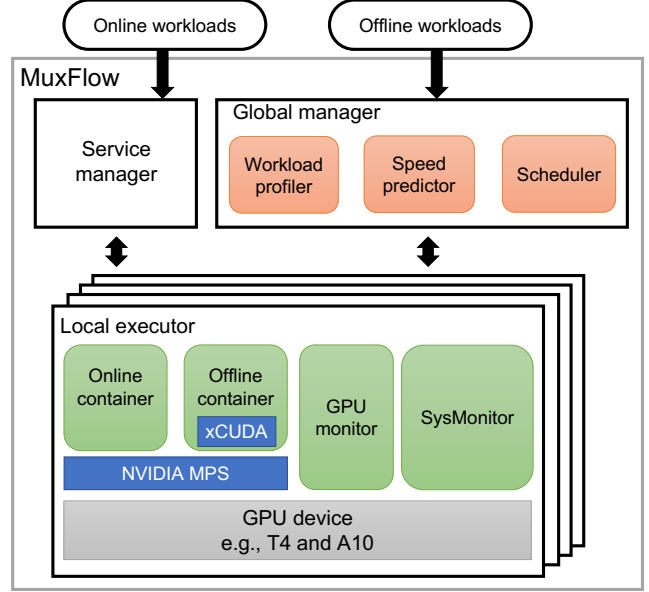 Online workloads
Offline workloads
MuxFlow
Service
manager
Global manager
Workload
profiler
Speed
predictor
Scheduler
Local executor
Online
container
Offline
container
xCUDA
GPU
monitor
SysMonitor
NVIDIA MPS
GPU device
e.g., T4 and A10